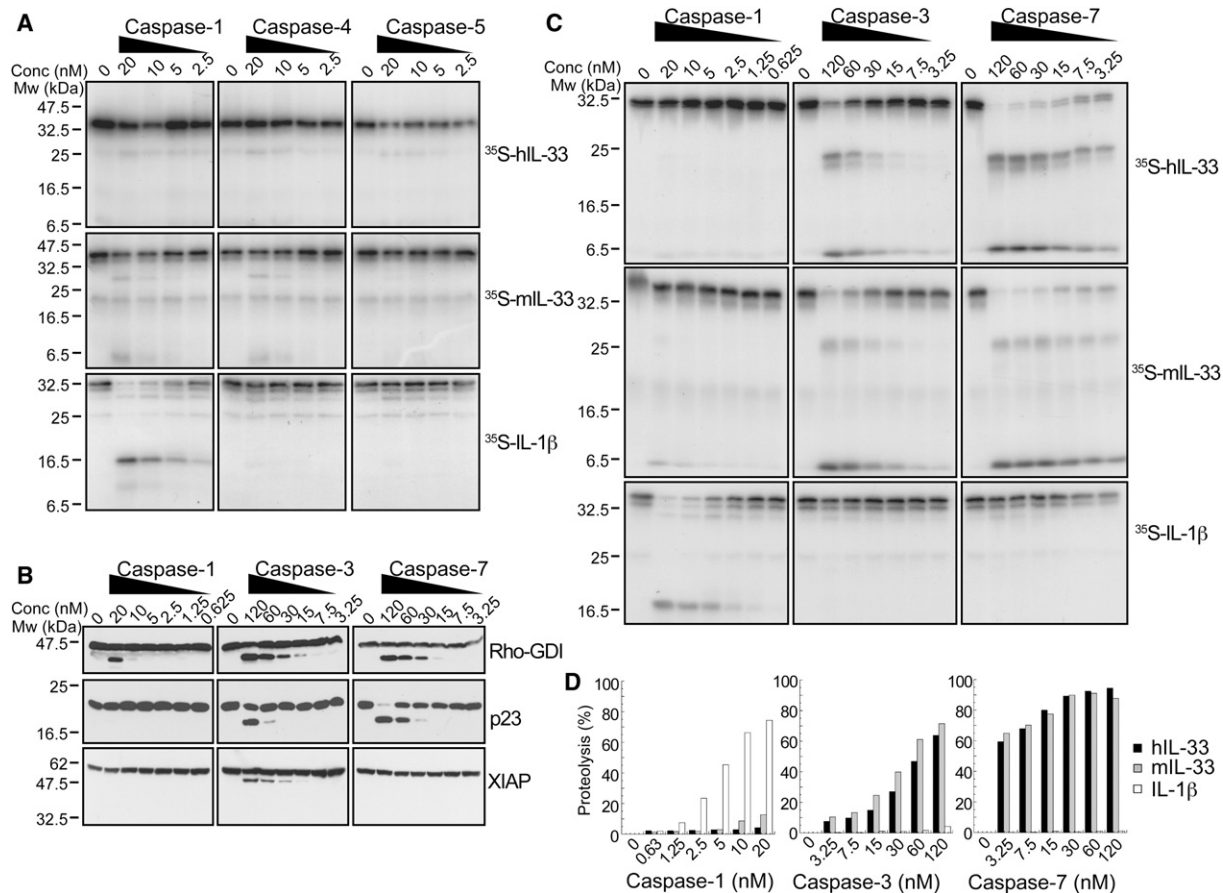 A
Caspase-1 Caspase-4 Caspase-5
Conc (nM) 0 20 10 5 2.5 0 20 10 5 2.5 0 20 10 5 2.5
Mw (kDa)
47.5
32.5
25
16.5
6.5
35S-hIL-33
47.5
32.5
25
16.5
6.5
35S-mIL-33
32.5
25
16.5
6.5
35S-IL-1β
B
Caspase-1 Caspase-3 Caspase-7
Conc (nM) 0 20 10 5 2.5 1.25 0.625 0 120 60 30 15 7.5 3.25 0 120 60 30 15 7.5 3.25
Mw (kDa)
47.5
Rho-GDI
25
16.5
p23
62
47.5
32.5
XIAP
C
Caspase-1 Caspase-3 Caspase-7
Conc (nM) 0 20 10 5 2.5 1.25 0.625 0 120 60 30 15 7.5 3.25 0 120 60 30 15 7.5 3.25
Mw (kDa)
32.5
25
16.5
6.5
35S-hIL-33
32.5
25
16.5
6.5
35S-mIL-33
32.5
25
16.5
35S-IL-1β
D
Proteolysis (%)
100
80
60
40
20
0
0 0.63 1.25 2.5 5 10 20
Caspase-1 (nM)
100
80
60
40
20
0
0 3.25 7.5 15 30 60 120
Caspase-3 (nM)
100
90
80
70
60
50
40
30
20
10
0
0 3.25 7.5 15 30 60 120
Caspase-7 (nM)
hIL-33
mIL-33
IL-1β